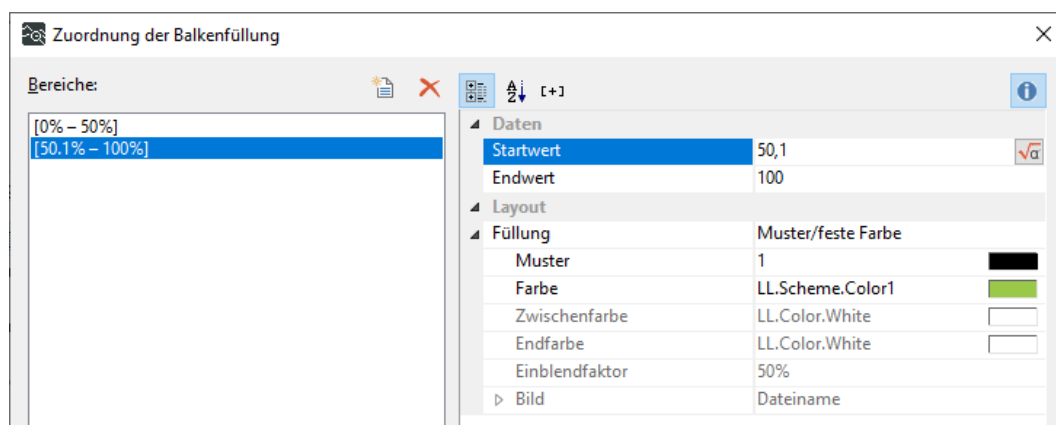 Zuordnung der Balkenfüllung
Bereiche:
[0% – 50%]
[50.1% – 100%]
Daten
Startwert 50,1
Endwert 100
Layout
Füllung Muster/feste Farbe
Muster 1
Farbe LL.Scheme.Color1
Zwischenfarbe LL.Color.White
Endfarbe LL.Color.White
Einblendfaktor 50%
Bild Dateiname